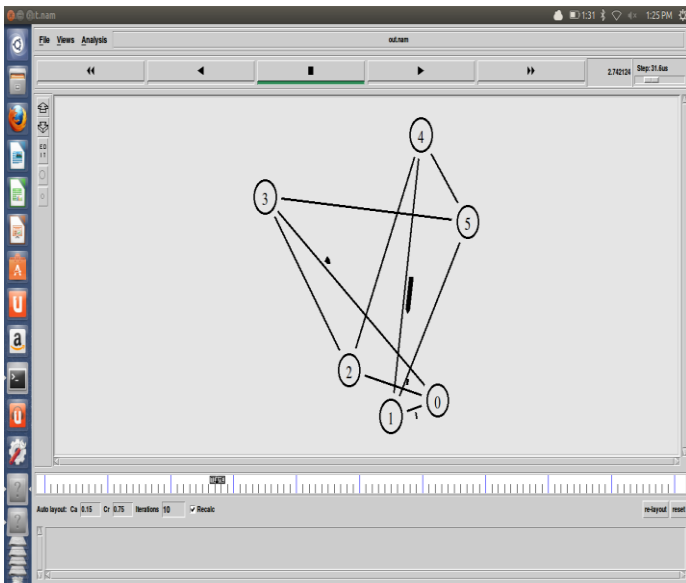 t.nam
1:31
1:25 PM
File Views Analysis
out.nam
2.742124
Step: 31.6us
4
3
5
2
0
1
Auto layout: Ca 0.15 Cr 0.75 Iterations 10 Recalc
re-layout reset